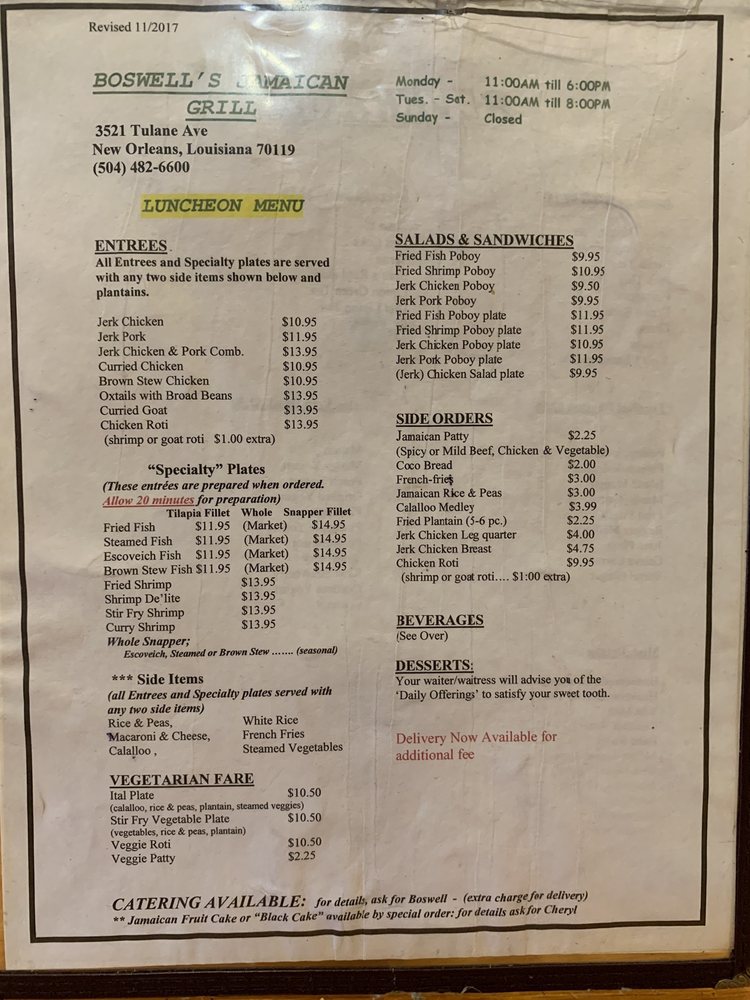 Revised 11/2017
BOSWELL'S JAMAICAN
GRILL
3521 Tulane Ave
New Orleans, Louisiana 70119
(504) 482-6600
Monday - 11:00AM till 6:00PM
Tues. - Sat. 11:00AM till 8:00PM
Sunday - Closed
LUNCHEON MENU
ENTREES
All Entrees and Specialty plates are served
with any two side items shown below and
plantains.
Jerk Chicken $10.95
Jerk Pork $11.95
Jerk Chicken & Pork Comb. $13.95
Curried Chicken $10.95
Brown Stew Chicken $10.95
Oxtails with Broad Beans $13.95
Curried Goat $13.95
Chicken Roti $13.95
(shrimp or goat roti $1.00 extra)
"Specialty" Plates
(These entrées are prepared when ordered.
Allow 20 minutes for preparation)
Tilapia Fillet Whole Snapper Fillet
Fried Fish $11.95 (Market) $14.95
Steamed Fish $11.95 (Market) $14.95
Escoveich Fish $11.95 (Market) $14.95
Brown Stew Fish $11.95 (Market) $14.95
Fried Shrimp $13.95
Shrimp De'lite $13.95
Stir Fry Shrimp $13.95
Curry Shrimp $13.95
Whole Snapper;
Escoveich, Steamed or Brown Stew ....... (seasonal)
*** Side Items
(all Entrees and Specialty plates served with
any two side items)
Rice & Peas, White Rice
Macaroni & Cheese, French Fries
Calalloo , Steamed Vegetables
VEGETARIAN FARE
Ital Plate $10.50
(calalloo, rice & peas, plantain, steamed veggies)
Stir Fry Vegetable Plate $10.50
(vegetables, rice & peas, plantain)
Veggie Roti $10.50
Veggie Patty $2.25
SALADS & SANDWICHES
Fried Fish Poboy $9.95
Fried Shrimp Poboy $10.95
Jerk Chicken Poboy $9.50
Jerk Pork Poboy $9.95
Fried Fish Poboy plate $11.95
Fried Shrimp Poboy plate $11.95
Jerk Chicken Poboy plate $10.95
Jerk Pork Poboy plate $11.95
(Jerk) Chicken Salad plate $9.95
SIDE ORDERS
Jamaican Patty $2.25
(Spicy or Mild Beef, Chicken & Vegetable)
Coco Bread $2.00
French-fries $3.00
Jamaican Rice & Peas $3.00
Calalloo Medley $3.99
Fried Plantain (5-6 pc.) $2.25
Jerk Chicken Leg quarter $4.00
Jerk Chicken Breast $4.75
Chicken Roti $9.95
(shrimp or goat roti.... $1:00 extra)
BEVERAGES
(See Over)
DESSERTS:
Your waiter/waitress will advise you of the
'Daily Offerings' to satisfy your sweet tooth.
Delivery Now Available for
additional fee
CATERING AVAILABLE: for details, ask for Boswell - (extra charge for delivery)
** Jamaican Fruit Cake or "Black Cake" available by special order: for details ask for Cheryl